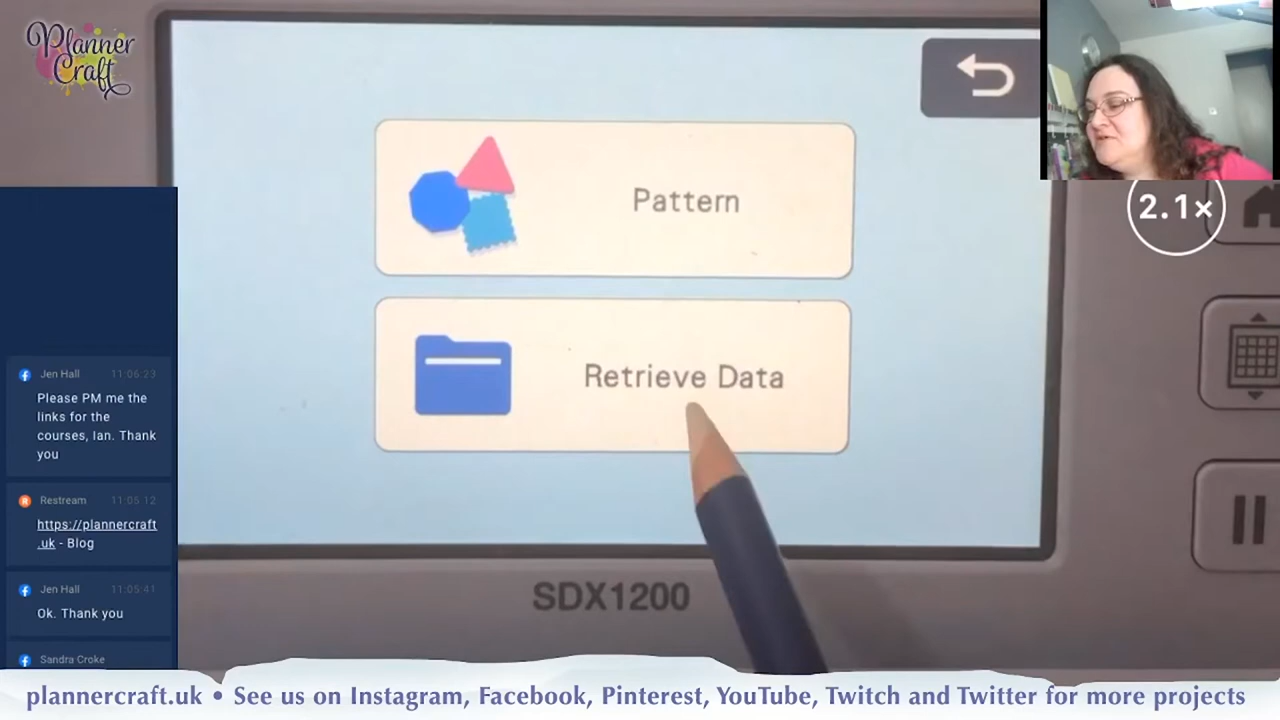 Planner
Craft
Pattern
Retrieve Data
2.1×
SDX1200
Jen Hall 11:06:23
Please PM me the
links for the
courses, Ian. Thank
you
Restream 11:05:12
https://plannercraft
.uk - Blog
Jen Hall 11:05:41
Ok. Thank you
Sandra Croke
plannercraft.uk • See us on Instagram, Facebook, Pinterest, YouTube, Twitch and Twitter for more projects